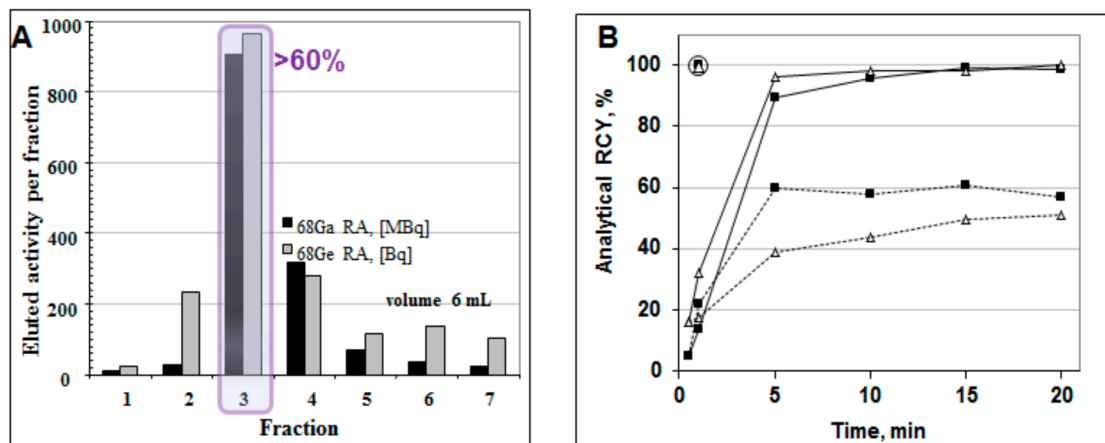 A
Eluted activity per fraction
1000
800
600
400
200
0
>60%
68Ga RA, [MBq]
68Ge RA, [Bq]
volume 6 mL
1 2 3 4 5 6 7
Fraction
B
Analytical RCY, %
100
80
60
40
20
0
0 5 10 15 20
Time, min